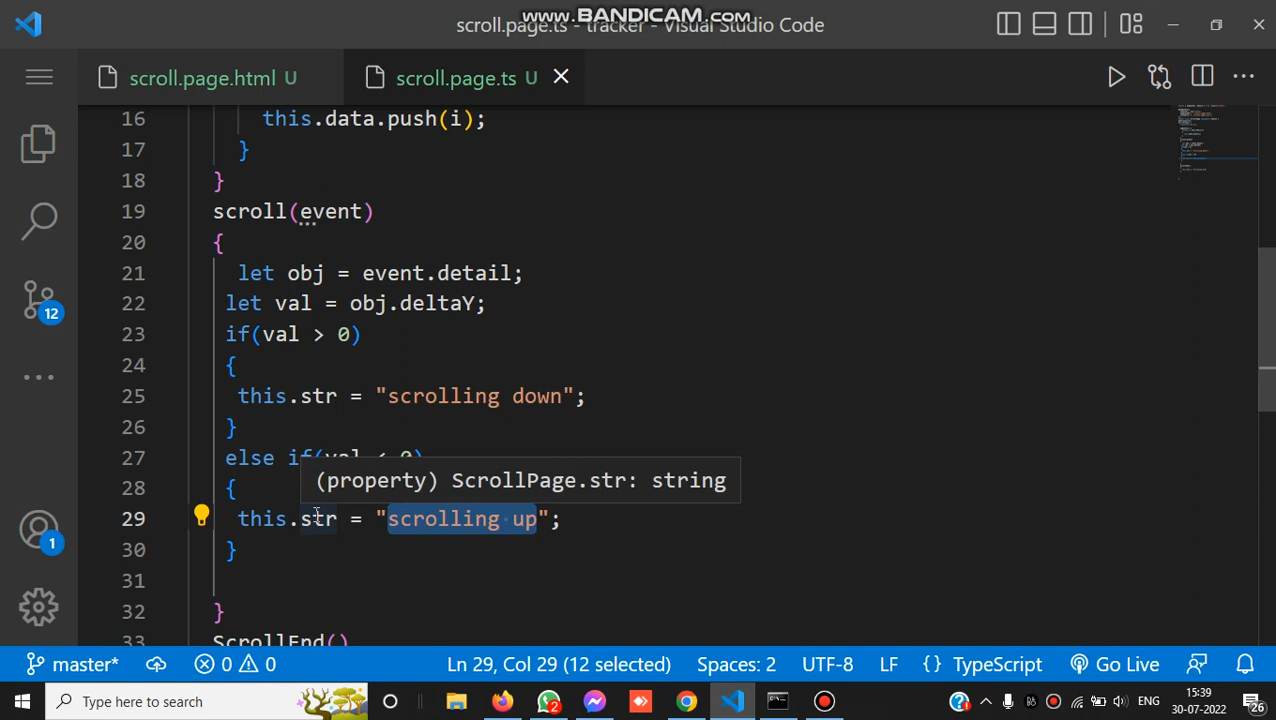 www.BANDICAM.com
scroll.page.ts - tracker - Visual Studio Code
scroll.page.html U
scroll.page.ts U
16 this.data.push(i);
17 }
18 }
19 scroll(event)
20 {
21 let obj = event.detail;
22 let val = obj.deltaY;
23 if(val > 0)
24 {
25 this.str = "scrolling down";
26 }
27 else if(val < 0)
(property) ScrollPage.str: string
28 {
29 this.str = "scrolling up";
30 }
31
32 }
33 ScrollEnd()
12
1
master* 0 0 Ln 29, Col 29 (12 selected) Spaces: 2 UTF-8 LF {} TypeScript Go Live
Type here to search
2
ENG
15:39
30-07-2022
26